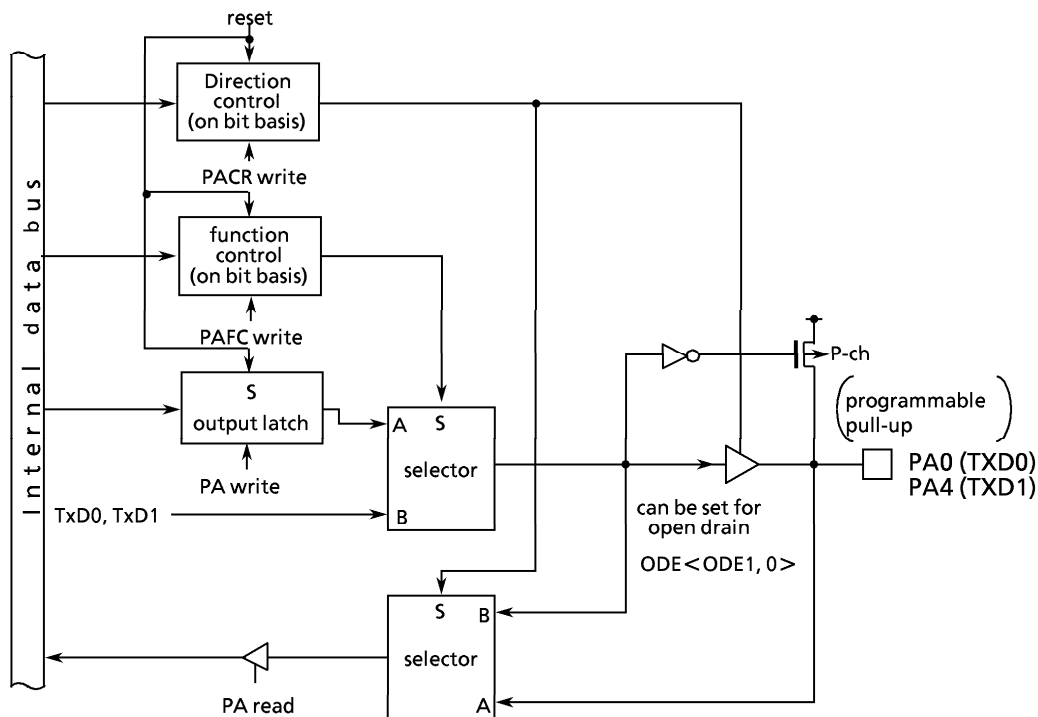 reset
Direction
control
(on bit basis)
PACR write
function
control
(on bit basis)
PAFC write
S
output latch
PA write
TxD0, TxD1
Internal data bus
A S
selector
B
P-ch
(programmable
pull-up)
PA0 (TXD0)
PA4 (TXD1)
can be set for
open drain
ODE<ODE1, 0>
S
B
selector
A
PA read